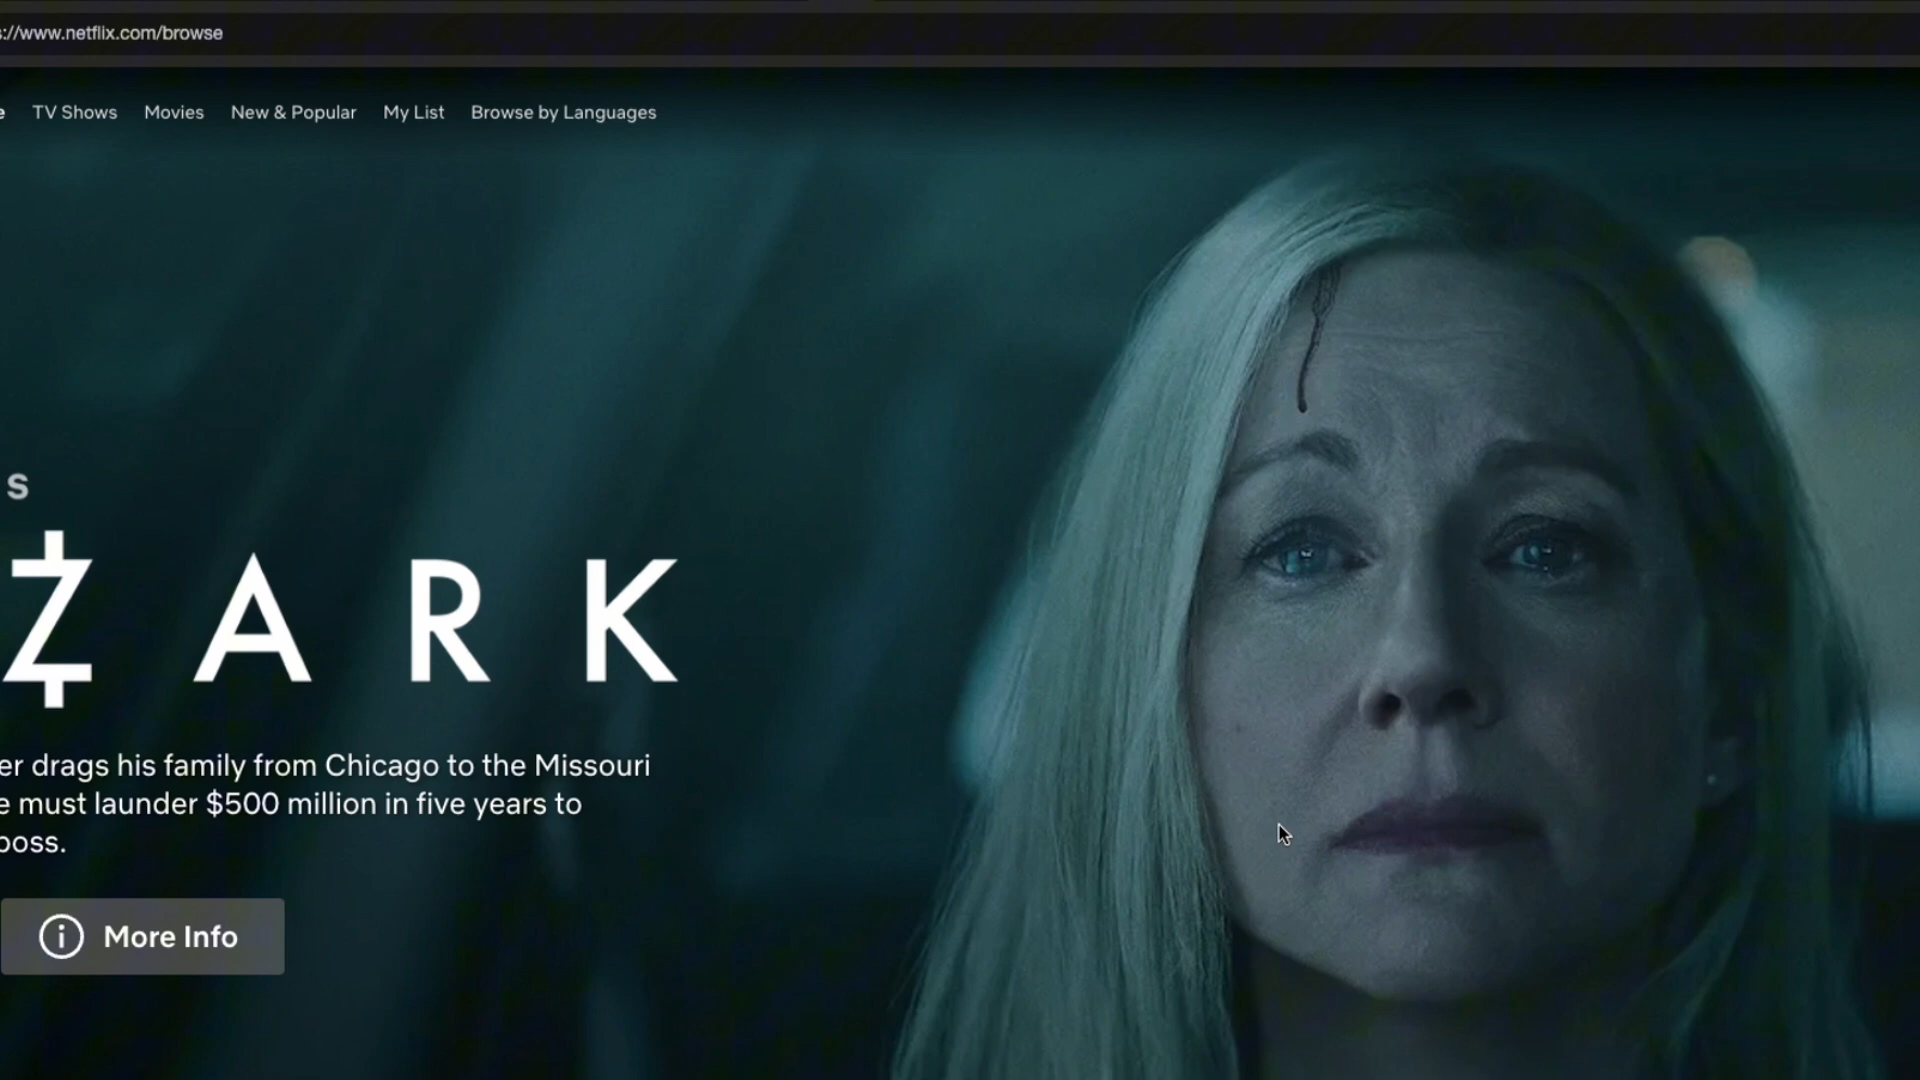 ://www.netflix.com/browse
e TV Shows Movies New & Popular My List Browse by Languages
S
ZARK
er drags his family from Chicago to the Missouri
e must launder $500 million in five years to
boss.
More Info